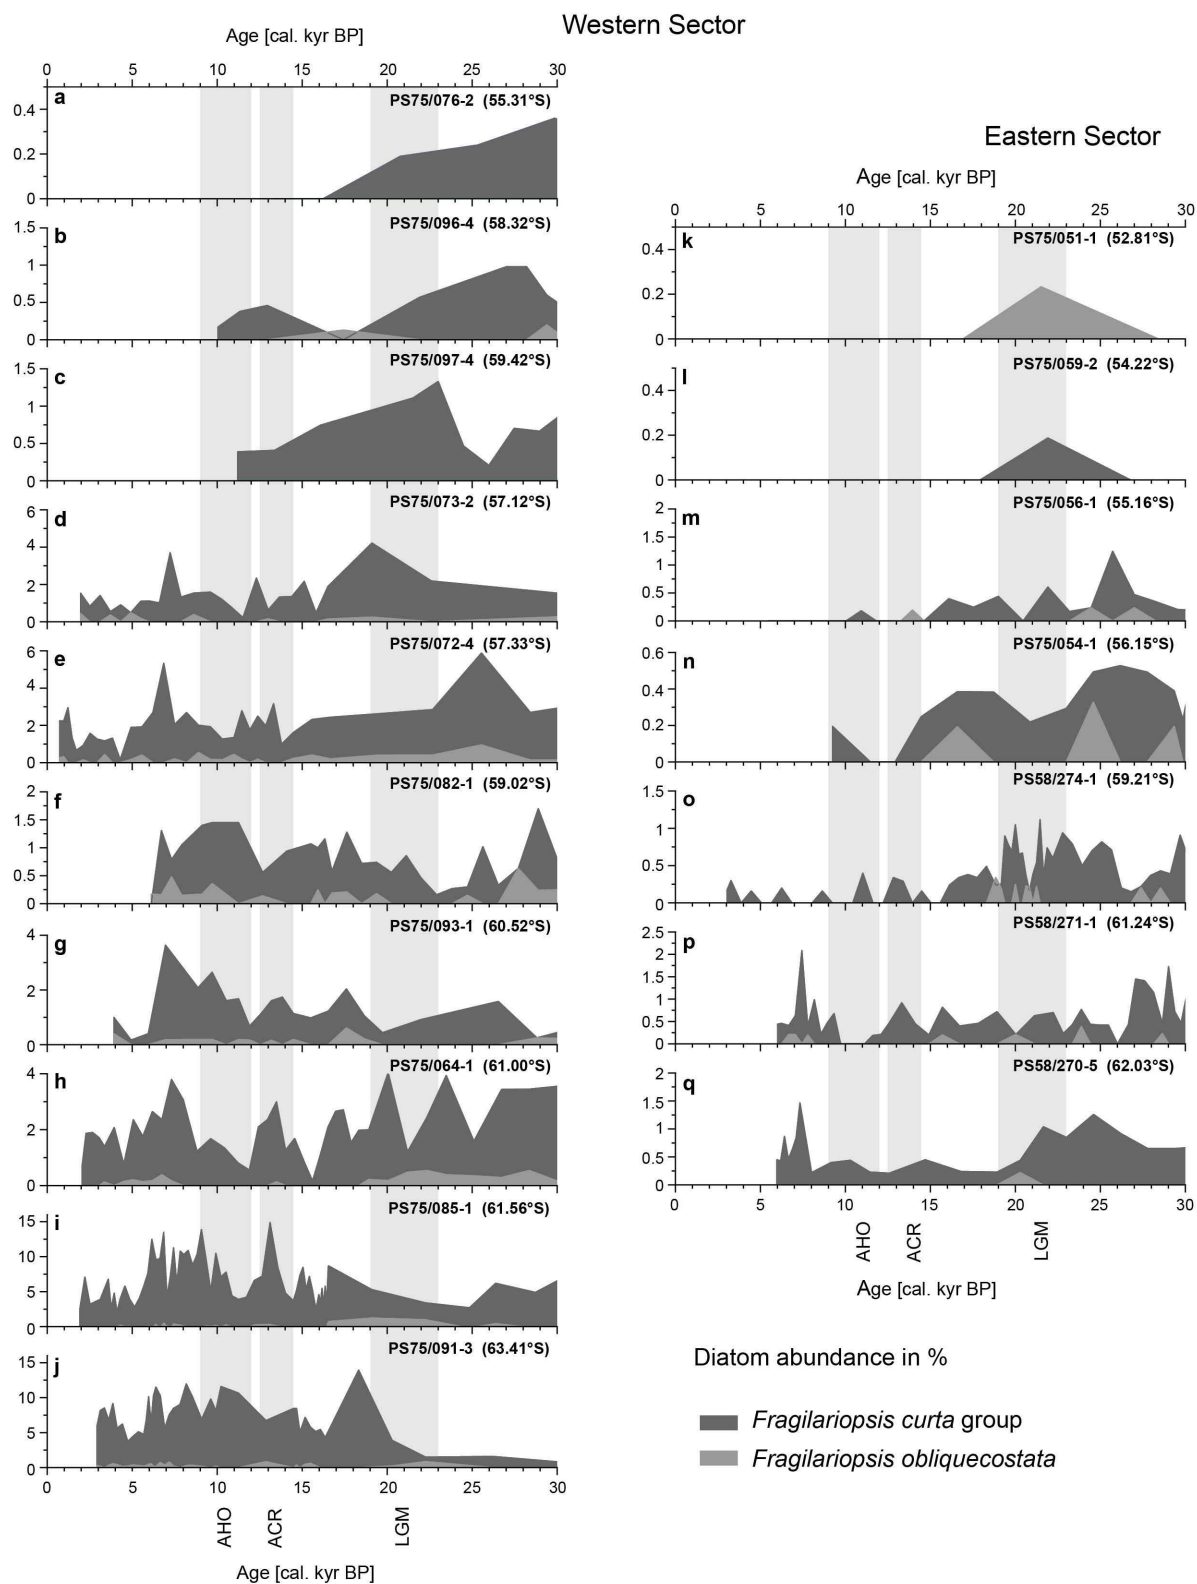 Western Sector
Age [cal. kyr BP]
0 5 10 15 20 25 30
a
PS75/076-2 (55.31°S)
0.4
0.2
0
b
PS75/096-4 (58.32°S)
1.5
1
0.5
0
c
PS75/097-4 (59.42°S)
1.5
1
0.5
0
d
PS75/073-2 (57.12°S)
6
4
2
0
e
PS75/072-4 (57.33°S)
6
4
2
0
f
PS75/082-1 (59.02°S)
2
1.5
1
0.5
0
g
PS75/093-1 (60.52°S)
4
2
0
h
PS75/064-1 (61.00°S)
4
2
0
i
PS75/085-1 (61.56°S)
15
10
5
0
j
PS75/091-3 (63.41°S)
15
10
5
0
0 5 10 15 20 25 30
AHO
ACR
LGM
Age [cal. kyr BP]
Eastern Sector
Age [cal. kyr BP]
0 5 10 15 20 25 30
k
PS75/051-1 (52.81°S)
0.4
0.2
0
l
PS75/059-2 (54.22°S)
0.4
0.2
0
m
PS75/056-1 (55.16°S)
2
1.5
1
0.5
0
n
PS75/054-1 (56.15°S)
0.6
0.4
0.2
0
o
PS58/274-1 (59.21°S)
1.5
1
0.5
0
p
PS58/271-1 (61.24°S)
2.5
2
1.5
1
0.5
0
q
PS58/270-5 (62.03°S)
2
1.5
1
0.5
0
0 5 10 15 20 25 30
AHO
ACR
LGM
Age [cal. kyr BP]
Diatom abundance in %
Fragilariopsis curta group
Fragilariopsis obliquecostata